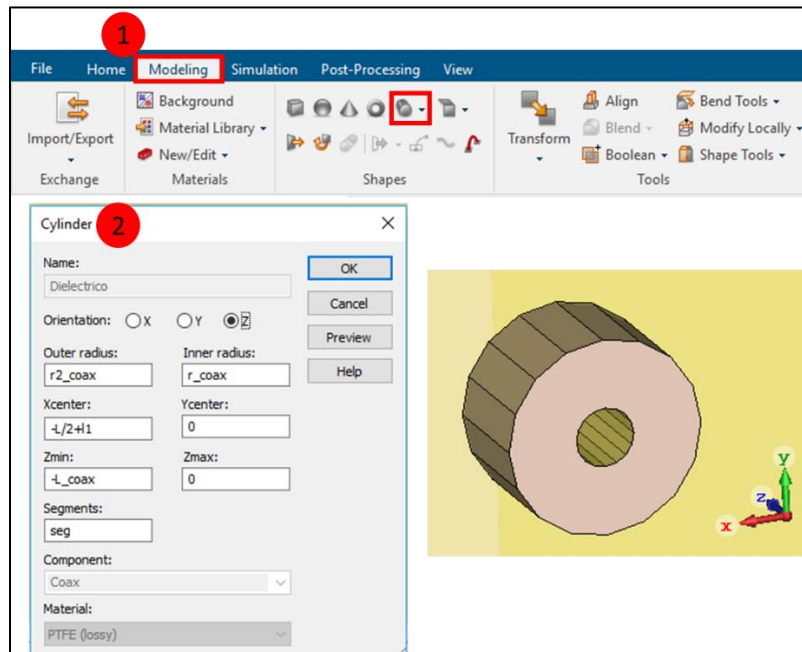 1
File Home Modeling Simulation Post-Processing View
Background
Material Library
New/Edit
Import/Export
Transform
Align
Blend
Boolean
Bend Tools
Modify Locally
Shape Tools
Exchange Materials Shapes Tools
Cylinder 2
Name:
Dielectrico
Orientation: X Y Z
Outer radius: Inner radius:
r2_coax r_coax
Xcenter: Ycenter:
-L/2+l1 0
Zmin: Zmax:
-L_coax 0
Segments:
seg
Component:
Coax
Material:
PTFE (lossy)
OK
Cancel
Preview
Help
y
z
x